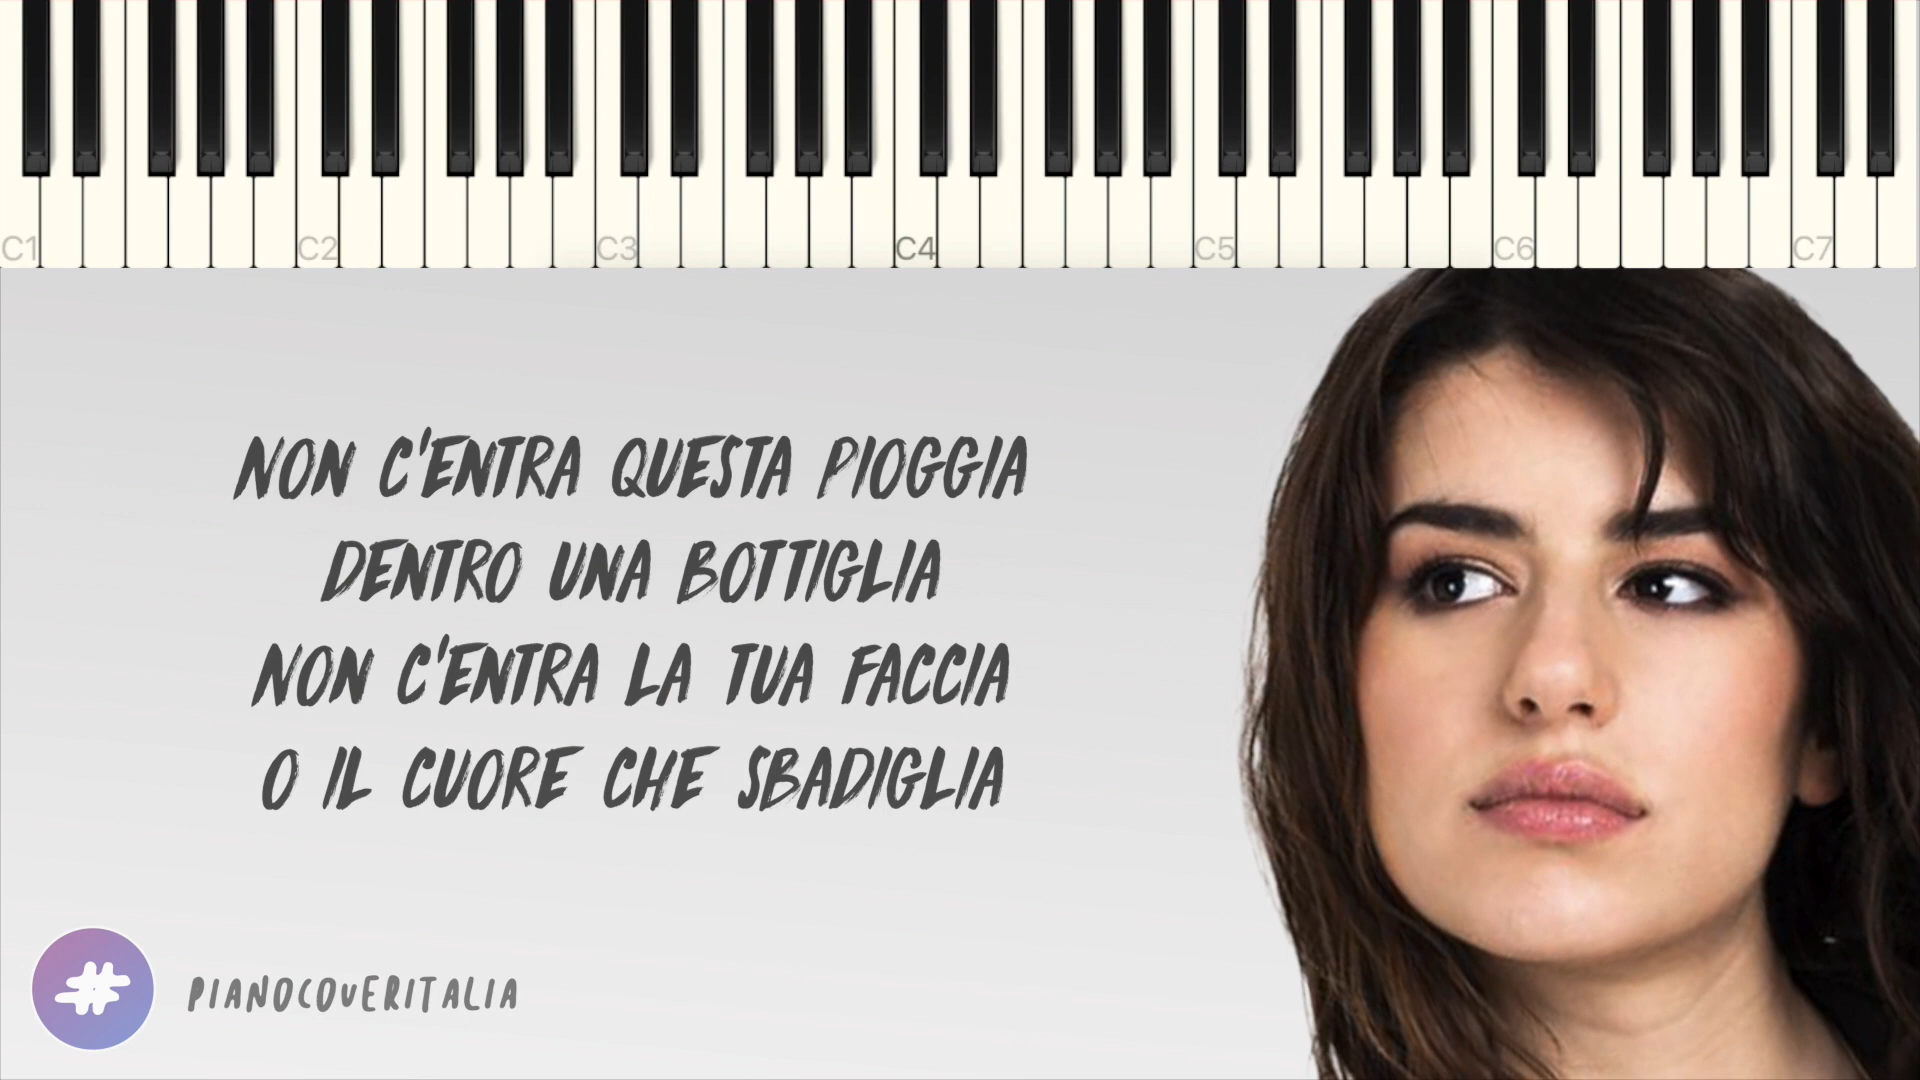 C1 C2 C3 C4 C5 C6 C7
NON C'ENTRA QUESTA PIOGGIA
DENTRO UNA BOTTIGLIA
NON C'ENTRA LA TUA FACCIA
O IL CUORE CHE SBADIGLIA
# PIANOCOVERITALIA